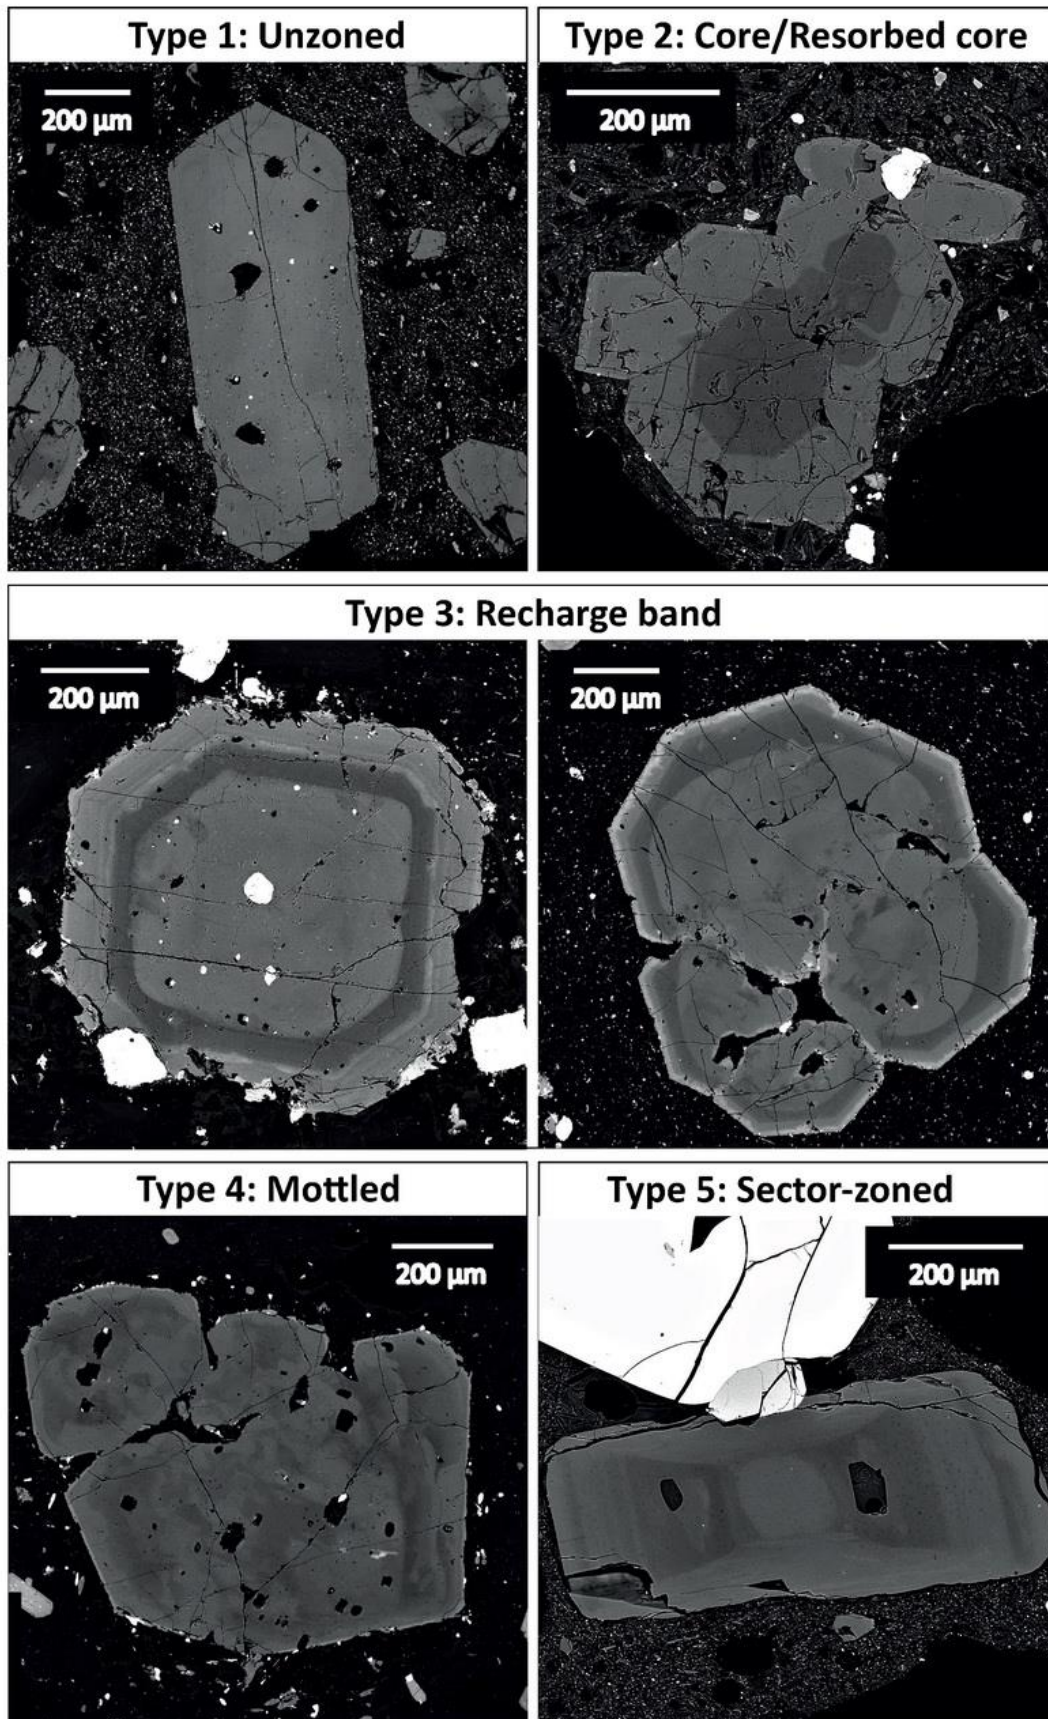 Type 1: Unzoned
200 µm
Type 2: Core/Resorbed core
200 µm
Type 3: Recharge band
200 µm
200 µm
Type 4: Mottled
200 µm
Type 5: Sector-zoned
200 µm